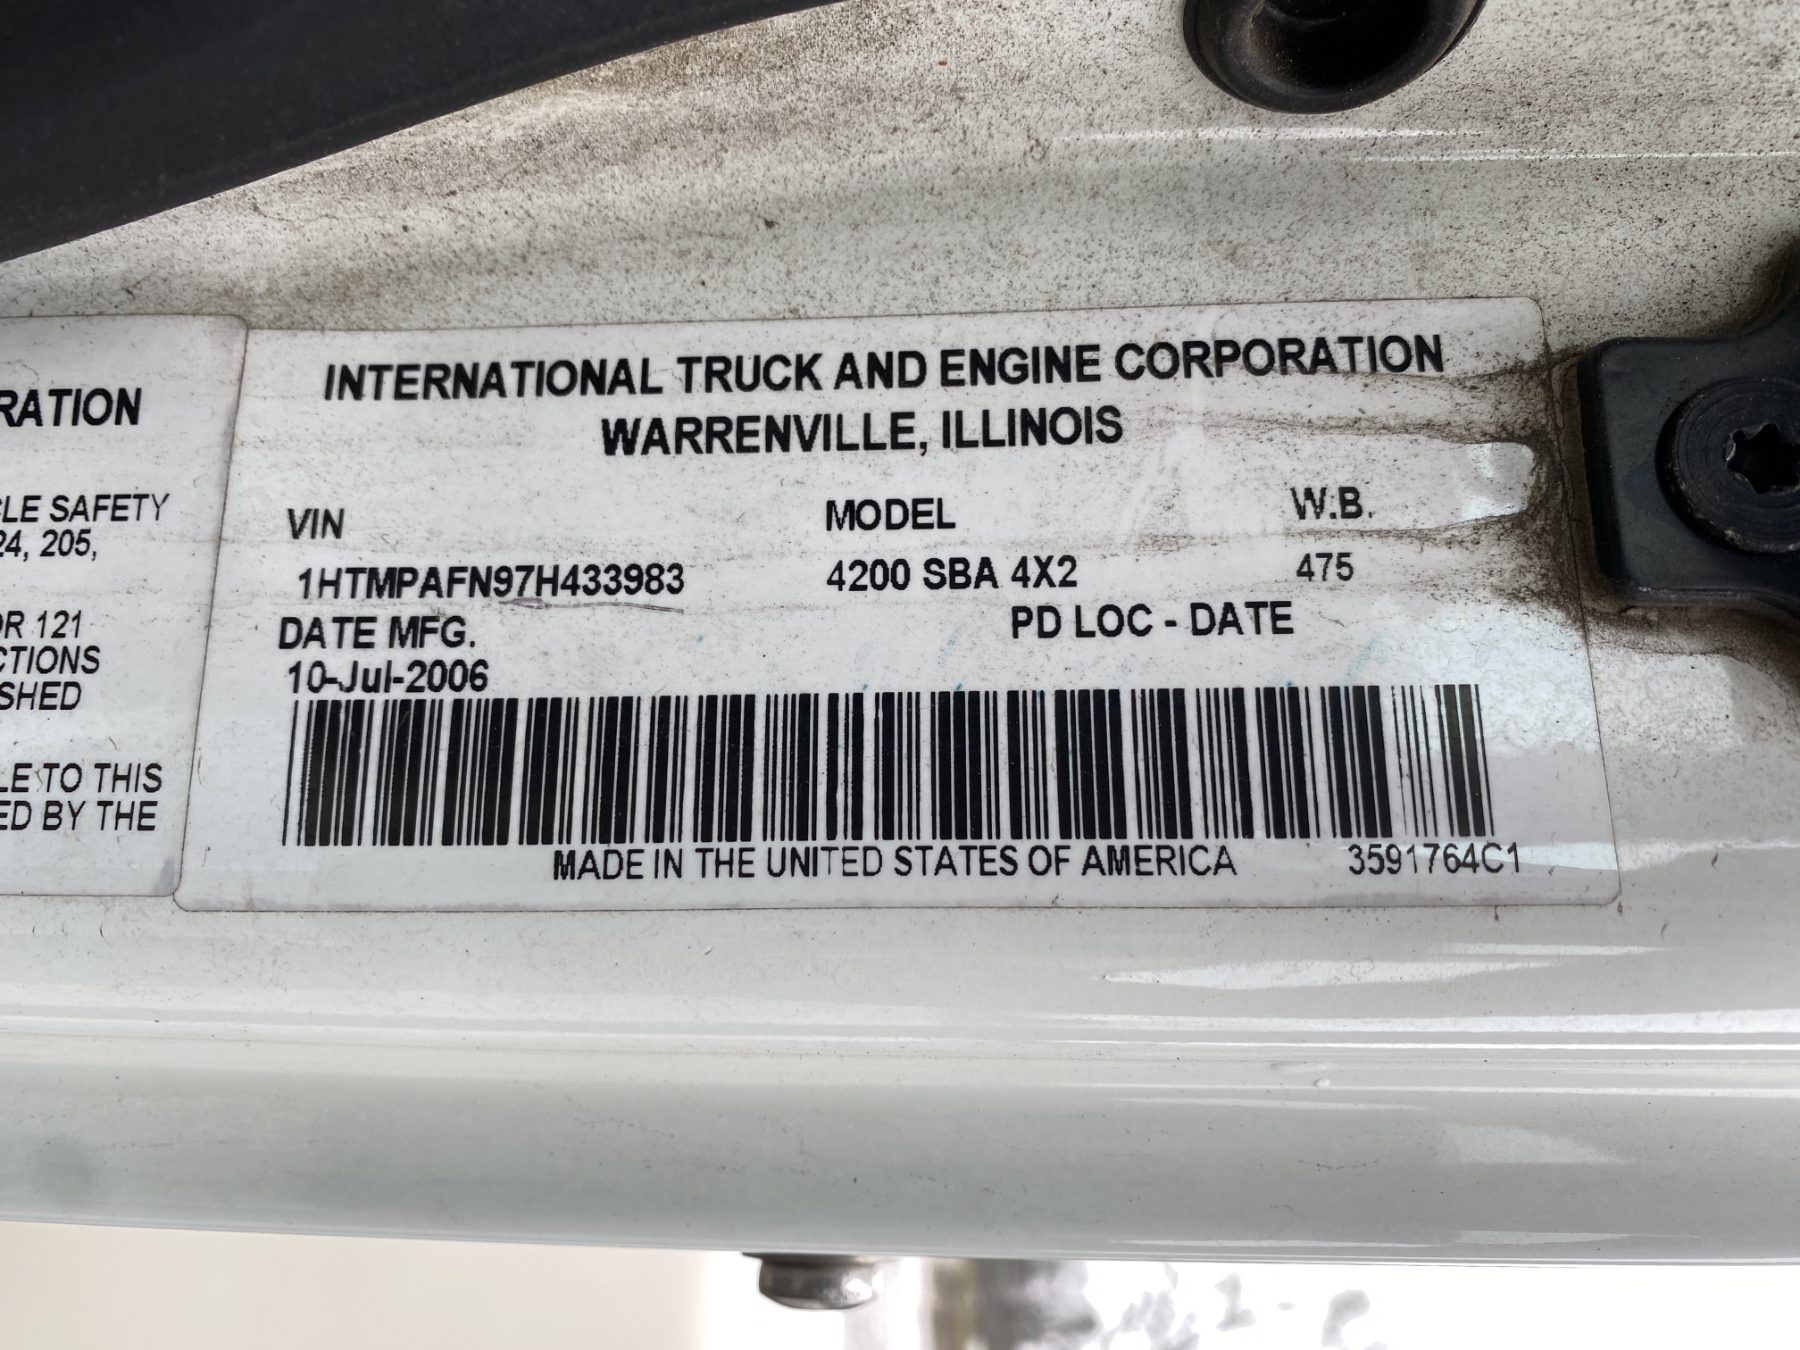 RATION
CLE SAFETY
24, 205,
OR 121
CTIONS
SHED
LE TO THIS
ED BY THE
INTERNATIONAL TRUCK AND ENGINE CORPORATION
WARRENVILLE, ILLINOIS
VIN MODEL W.B.
1HTMPAFN97H433983 4200 SBA 4X2 475
DATE MFG. PD LOC - DATE
10-Jul-2006
MADE IN THE UNITED STATES OF AMERICA 3591764C1